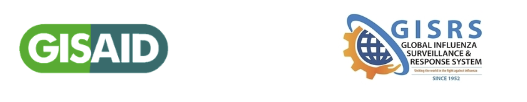 GISAID
GISRS
GLOBAL INFLUENZA
SURVEILLANCE &
RESPONSE SYSTEM
SINCE 1952